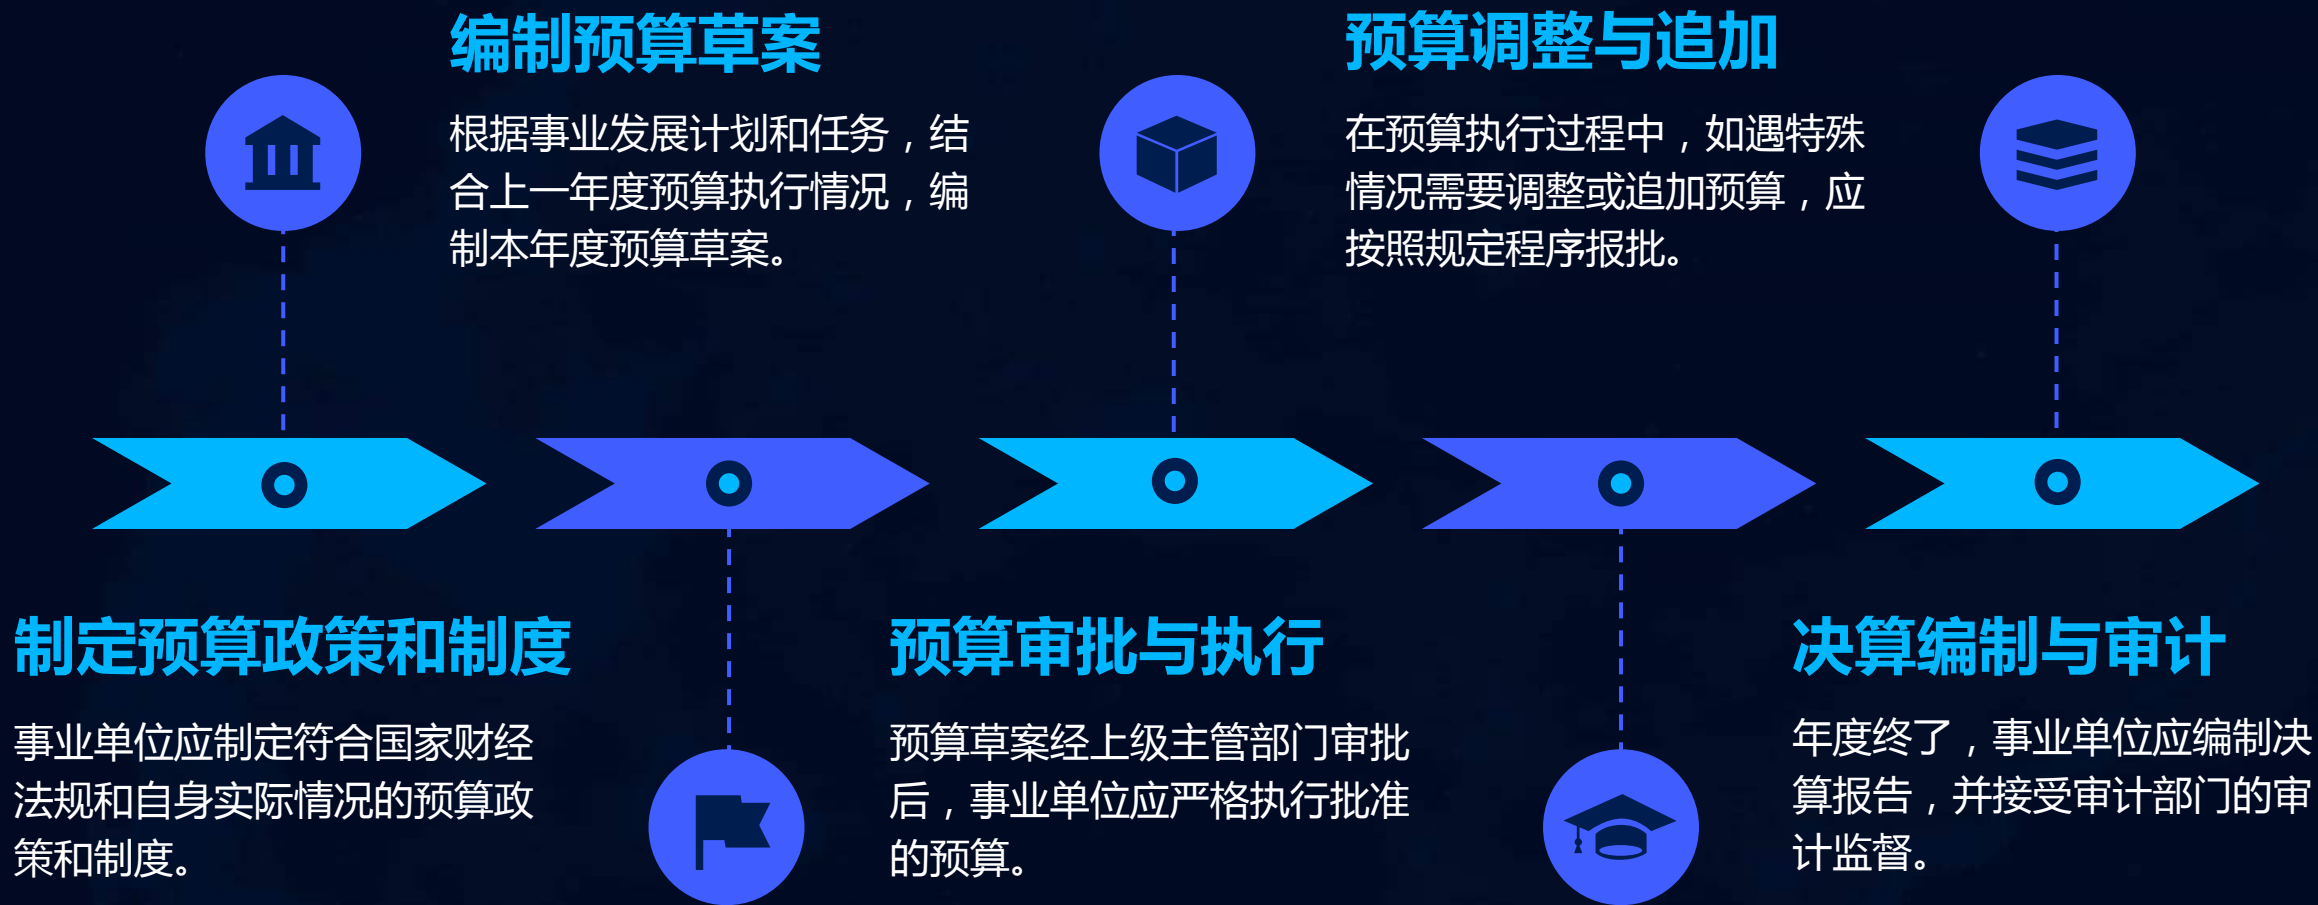 编制预算草案
根据事业发展计划和任务，结
合上一年度预算执行情况，编
制本年度预算草案。
预算调整与追加
在预算执行过程中，如遇特殊
情况需要调整或追加预算，应
按照规定程序报批。
制定预算政策和制度
事业单位应制定符合国家财经
法规和自身实际情况的预算政
策和制度。
预算审批与执行
预算草案经上级主管部门审批
后，事业单位应严格执行批准
的预算。
决算编制与审计
年度终了，事业单位应编制决
算报告，并接受审计部门的审
计监督。